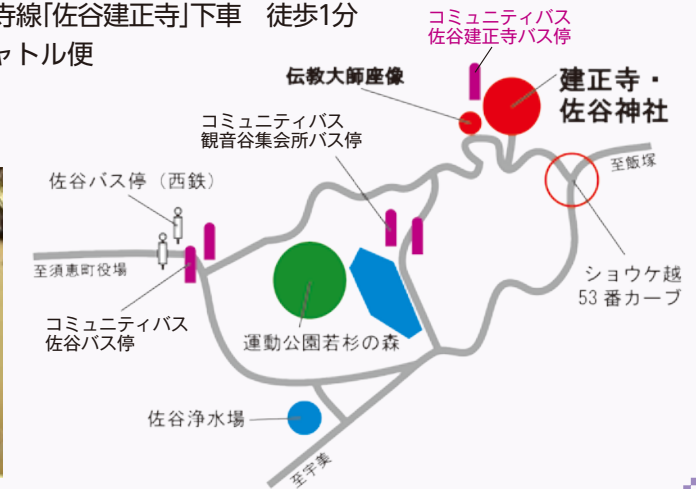 寺線｢佐谷建正寺｣下車　徒歩1分
ャトル便
コミュニティバス
佐谷建正寺バス停
伝教大師座像
建正寺・
佐谷神社
コミュニティバス
観音谷集会所バス停
至飯塚
佐谷バス停（西鉄）
至須恵町役場
ショウケ越
53番カーブ
コミュニティバス
佐谷バス停
運動公園若杉の森
佐谷浄水場
至宇美